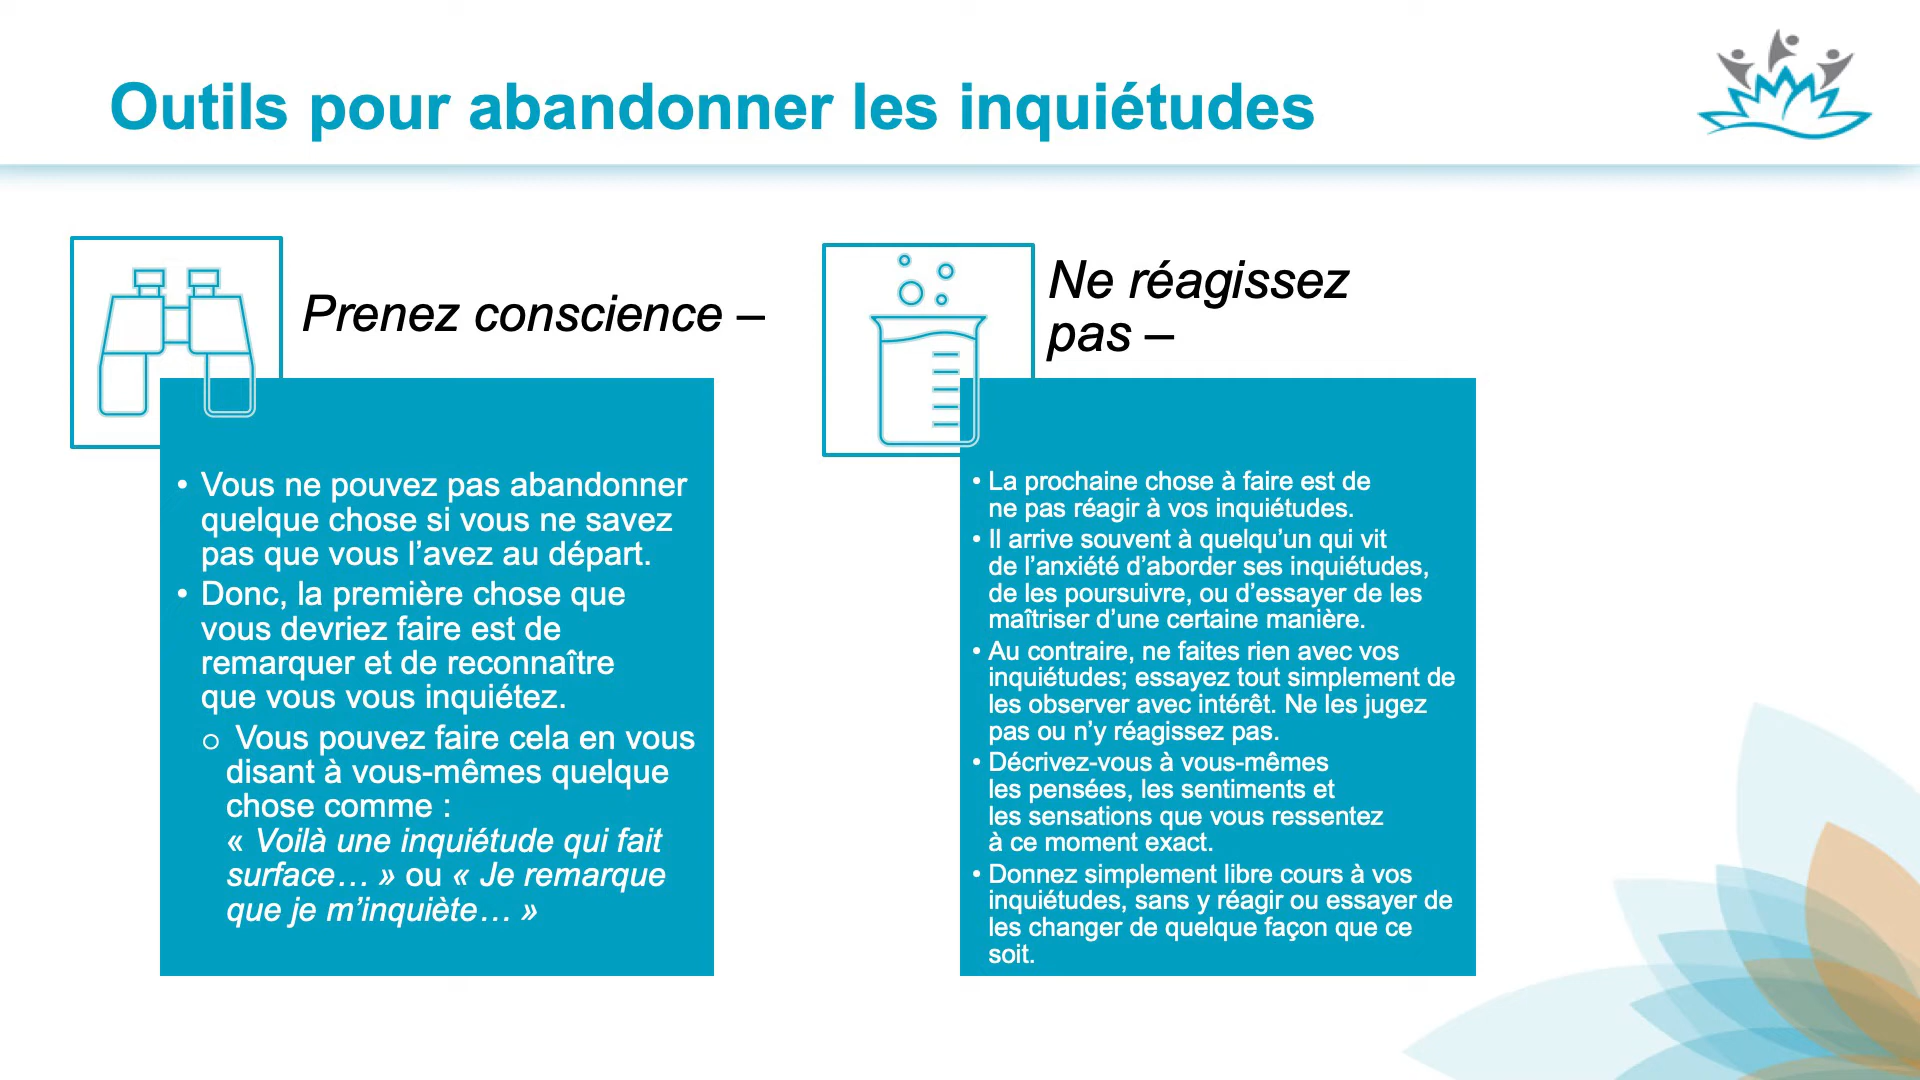 Outils pour abandonner les inquiétudes
Prenez conscience –
• Vous ne pouvez pas abandonner
quelque chose si vous ne savez
pas que vous l’avez au départ.
• Donc, la première chose que
vous devriez faire est de
remarquer et de reconnaître
que vous vous inquiétez.
o Vous pouvez faire cela en vous
disant à vous-mêmes quelque
chose comme :
« Voilà une inquiétude qui fait
surface… » ou « Je remarque
que je m’inquiète… »
Ne réagissez
pas –
• La prochaine chose à faire est de
ne pas réagir à vos inquiétudes.
• Il arrive souvent à quelqu’un qui vit
de l’anxiété d’aborder ses inquiétudes,
de les poursuivre, ou d’essayer de les
maîtriser d’une certaine manière.
• Au contraire, ne faites rien avec vos
inquiétudes; essayez tout simplement de
les observer avec intérêt. Ne les jugez
pas ou n’y réagissez pas.
• Décrivez-vous à vous-mêmes
les pensées, les sentiments et
les sensations que vous ressentez
à ce moment exact.
• Donnez simplement libre cours à vos
inquiétudes, sans y réagir ou essayer de
les changer de quelque façon que ce
soit.